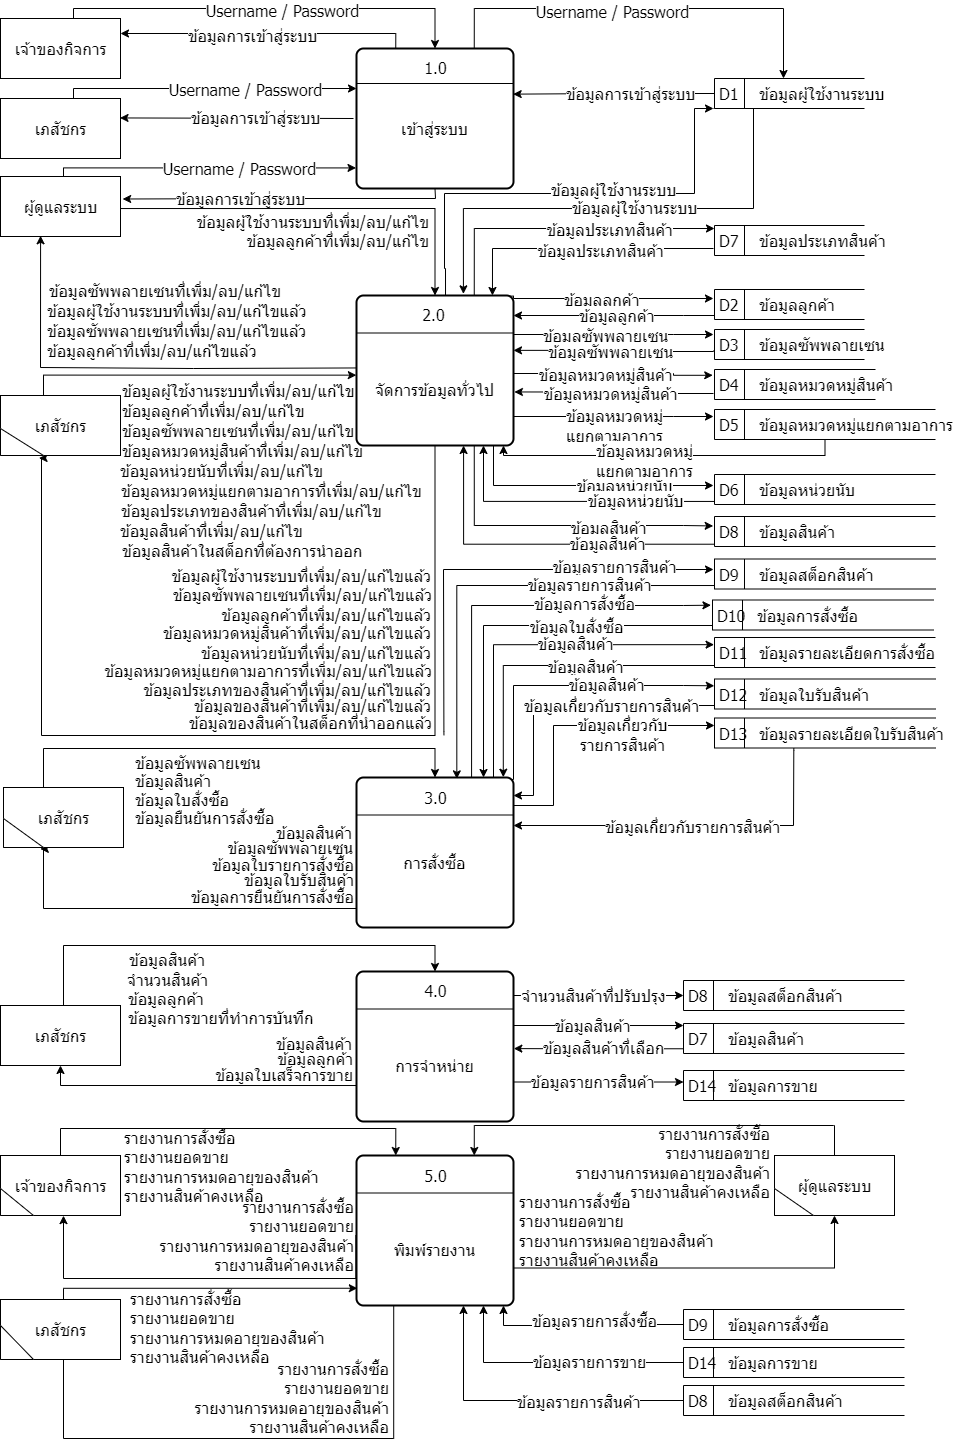 Username / Password
Username / Password
เจ้าของกิจการ
ข้อมูลการเข้าสู่ระบบ
1.0
เข้าสู่ระบบ
Username / Password
เภสัชกร
ข้อมูลการเข้าสู่ระบบ
ข้อมูลการเข้าสู่ระบบ
D1 ข้อมูลผู้ใช้งานระบบ
Username / Password
ผู้ดูแลระบบ
ข้อมูลการเข้าสู่ระบบ
ข้อมูลผู้ใช้งานระบบ
ข้อมูลผู้ใช้งานระบบ
ข้อมูลผู้ใช้งานระบบที่เพิ่ม/ลบ/แก้ไข
ข้อมูลลูกค้าที่เพิ่ม/ลบ/แก้ไข
ข้อมูลประเภทสินค้า
ข้อมูลประเภทสินค้า
D7 ข้อมูลประเภทสินค้า
ข้อมูลซัพพลายเซนที่เพิ่ม/ลบ/แก้ไข
ข้อมูลผู้ใช้งานระบบที่เพิ่ม/ลบ/แก้ไขแล้ว
ข้อมูลซัพพลายเซนที่เพิ่ม/ลบ/แก้ไขแล้ว
ข้อมูลลูกค้าที่เพิ่ม/ลบ/แก้ไขแล้ว
2.0
จัดการข้อมูลทั่วไป
ข้อมูลลูกค้า
ข้อมูลลูกค้า
D2 ข้อมูลลูกค้า
ข้อมูลซัพพลายเซน
ข้อมูลซัพพลายเซน
D3 ข้อมูลซัพพลายเซน
ข้อมูลหมวดหมู่สินค้า
ข้อมูลหมวดหมู่สินค้า
D4 ข้อมูลหมวดหมู่สินค้า
ข้อมูลหมวดหมู่
แยกตามอาการ
D5 ข้อมูลหมวดหมู่แยกตามอาการ
ข้อมูลหมวดหมู่
แยกตามอาการ
เภสัชกร
ข้อมูลผู้ใช้งานระบบที่เพิ่ม/ลบ/แก้ไข
ข้อมูลลูกค้าที่เพิ่ม/ลบ/แก้ไข
ข้อมูลซัพพลายเซนที่เพิ่ม/ลบ/แก้ไข
ข้อมูลหมวดหมู่สินค้าที่เพิ่ม/ลบ/แก้ไข
ข้อมูลหน่วยนับที่เพิ่ม/ลบ/แก้ไข
ข้อมูลหมวดหมู่แยกตามอาการที่เพิ่ม/ลบ/แก้ไข
ข้อมูลประเภทของสินค้าที่เพิ่ม/ลบ/แก้ไข
ข้อมูลสินค้าที่เพิ่ม/ลบ/แก้ไข
ข้อมูลสินค้าในสต็อกที่ต้องการนำออก
ข้อมูลหน่วยนับ
ข้อมูลหน่วยนับ
D6 ข้อมูลหน่วยนับ
ข้อมูลสินค้า
ข้อมูลสินค้า
D8 ข้อมูลสินค้า
ข้อมูลผู้ใช้งานระบบที่เพิ่ม/ลบ/แก้ไขแล้ว
ข้อมูลซัพพลายเซนที่เพิ่ม/ลบ/แก้ไขแล้ว
ข้อมูลลูกค้าที่เพิ่ม/ลบ/แก้ไขแล้ว
ข้อมูลหมวดหมู่สินค้าที่เพิ่ม/ลบ/แก้ไขแล้ว
ข้อมูลหน่วยนับที่เพิ่ม/ลบ/แก้ไขแล้ว
ข้อมูลหมวดหมู่แยกตามอาการที่เพิ่ม/ลบ/แก้ไขแล้ว
ข้อมูลประเภทของสินค้าที่เพิ่ม/ลบ/แก้ไขแล้ว
ข้อมูลของสินค้าที่เพิ่ม/ลบ/แก้ไขแล้ว
ข้อมูลของสินค้าในสต็อกที่นำออกแล้ว
ข้อมูลรายการสินค้า
ข้อมูลรายการสินค้า
D9 ข้อมูลสต็อกสินค้า
ข้อมูลการสั่งซื้อ
ข้อมูลใบสั่งซื้อ
D10 ข้อมูลการสั่งซื้อ
ข้อมูลสินค้า
ข้อมูลสินค้า
D11 ข้อมูลรายละเอียดการสั่งซื้อ
ข้อมูลสินค้า
ข้อมูลเกี่ยวกับรายการสินค้า
D12 ข้อมูลใบรับสินค้า
ข้อมูลเกี่ยวกับ
รายการสินค้า
D13 ข้อมูลรายละเอียดใบรับสินค้า
ข้อมูลเกี่ยวกับรายการสินค้า
เภสัชกร
ข้อมูลซัพพลายเซน
ข้อมูลสินค้า
ข้อมูลใบสั่งซื้อ
ข้อมูลยืนยันการสั่งซื้อ
ข้อมูลสินค้า
ข้อมูลซัพพลายเซน
ข้อมูลใบรายการสั่งซื้อ
ข้อมูลใบรับสินค้า
ข้อมูลการยืนยันการสั่งซื้อ
3.0
การสั่งซื้อ
เภสัชกร
ข้อมูลสินค้า
จำนวนสินค้า
ข้อมูลลูกค้า
ข้อมูลการขายที่ทำการบันทึก
ข้อมูลสินค้า
ข้อมูลลูกค้า
ข้อมูลใบเสร็จการขาย
4.0
การจำหน่าย
จำนวนสินค้าที่ปรับปรุง
D8 ข้อมูลสต็อกสินค้า
ข้อมูลสินค้า
ข้อมูลสินค้าที่เลือก
D7 ข้อมูลสินค้า
ข้อมูลรายการสินค้า
D14 ข้อมูลการขาย
เจ้าของกิจการ
รายงานการสั่งซื้อ
รายงานยอดขาย
รายงานการหมดอายุของสินค้า
รายงานสินค้าคงเหลือ
รายงานการสั่งซื้อ
รายงานยอดขาย
รายงานการหมดอายุของสินค้า
รายงานสินค้าคงเหลือ
5.0
พิมพ์รายงาน
รายงานการสั่งซื้อ
รายงานยอดขาย
รายงานการหมดอายุของสินค้า
รายงานสินค้าคงเหลือ
รายงานการสั่งซื้อ
รายงานยอดขาย
รายงานการหมดอายุของสินค้า
รายงานสินค้าคงเหลือ
ผู้ดูแลระบบ
เภสัชกร
รายงานการสั่งซื้อ
รายงานยอดขาย
รายงานการหมดอายุของสินค้า
รายงานสินค้าคงเหลือ
รายงานการสั่งซื้อ
รายงานยอดขาย
รายงานการหมดอายุของสินค้า
รายงานสินค้าคงเหลือ
ข้อมูลรายการสั่งซื้อ
D9 ข้อมูลการสั่งซื้อ
ข้อมูลรายการขาย
D14 ข้อมูลการขาย
ข้อมูลรายการสินค้า
D8 ข้อมูลสต็อกสินค้า